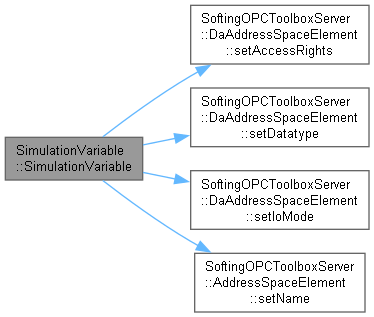 SimulationVariable
::SimulationVariable
SoftingOPCToolboxServer
::DaAddressSpaceElement
::setAccessRights
SoftingOPCToolboxServer
::DaAddressSpaceElement
::setDatatype
SoftingOPCToolboxServer
::DaAddressSpaceElement
::setIoMode
SoftingOPCToolboxServer
::AddressSpaceElement
::setName